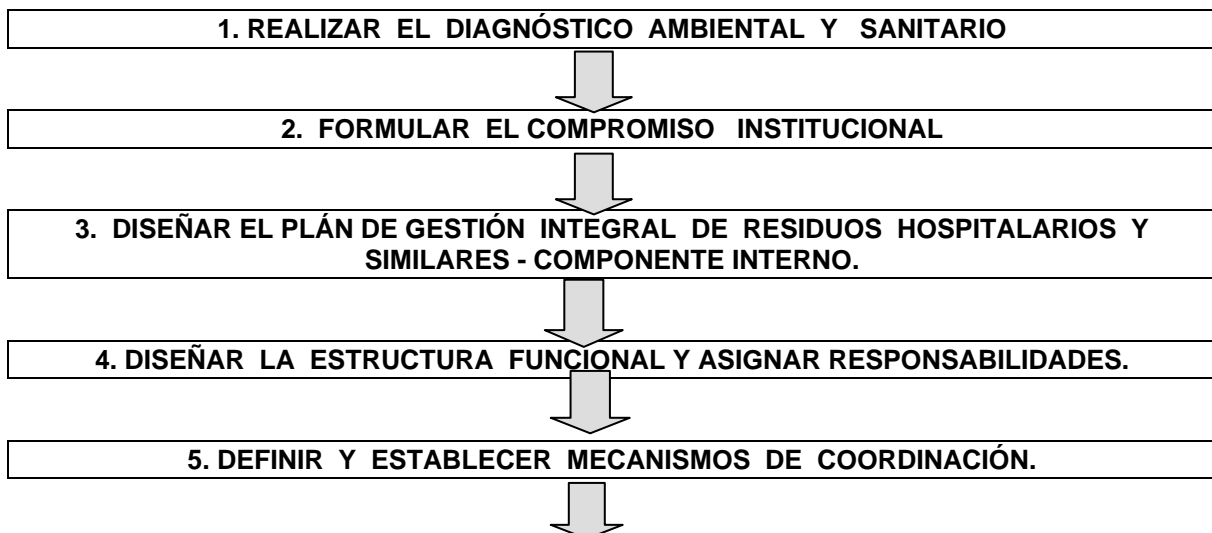 1. REALIZAR EL DIAGNÓSTICO AMBIENTAL Y SANITARIO
2. FORMULAR EL COMPROMISO INSTITUCIONAL
3. DISEÑAR EL PLÁN DE GESTIÓN INTEGRAL DE RESIDUOS HOSPITALARIOS Y
SIMILARES - COMPONENTE INTERNO.
4. DISEÑAR LA ESTRUCTURA FUNCIONAL Y ASIGNAR RESPONSABILIDADES.
5. DEFINIR Y ESTABLECER MECANISMOS DE COORDINACIÓN.